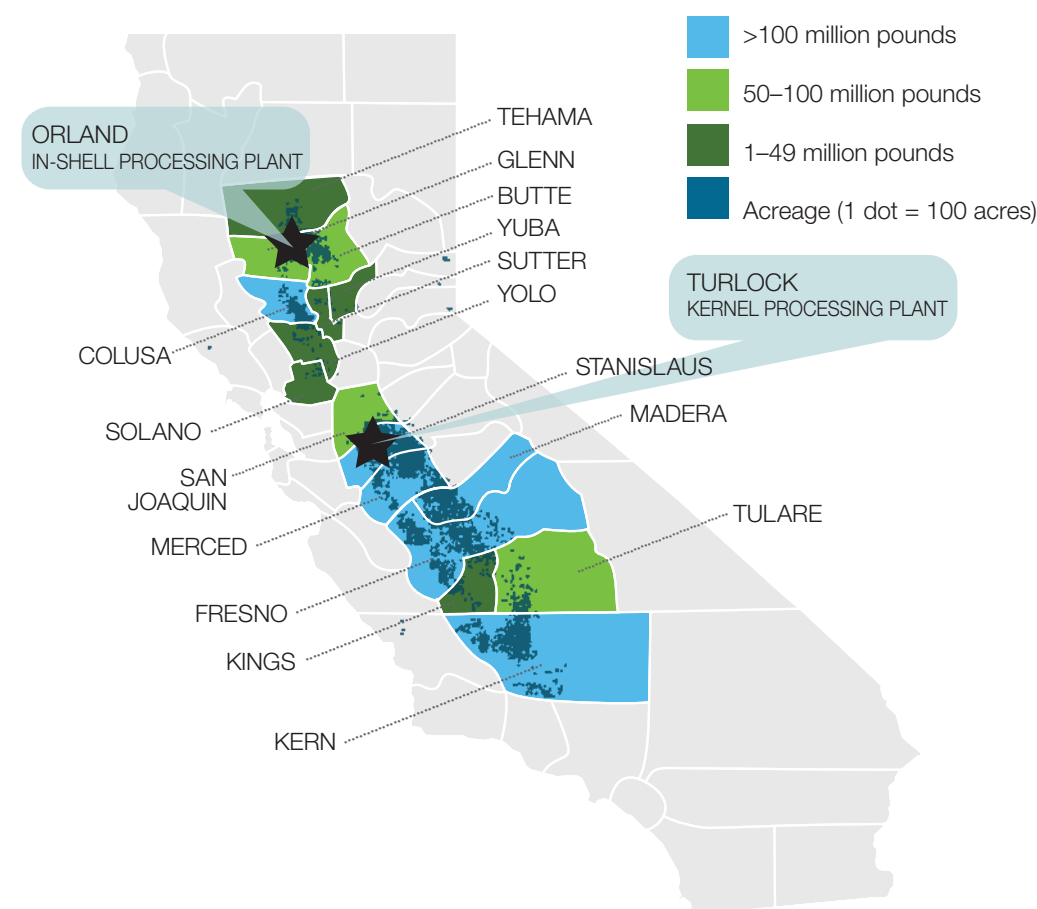 >100 million pounds
50–100 million pounds
1–49 million pounds
Acreage (1 dot = 100 acres)
ORLAND
IN-SHELL PROCESSING PLANT
TEHAMA
GLENN
BUTTE
YUBA
SUTTER
YOLO
TURLOCK
KERNEL PROCESSING PLANT
COLUSA
STANISLAUS
MADERA
SOLANO
SAN
JOAQUIN
MERCED
TULARE
FRESNO
KINGS
KERN